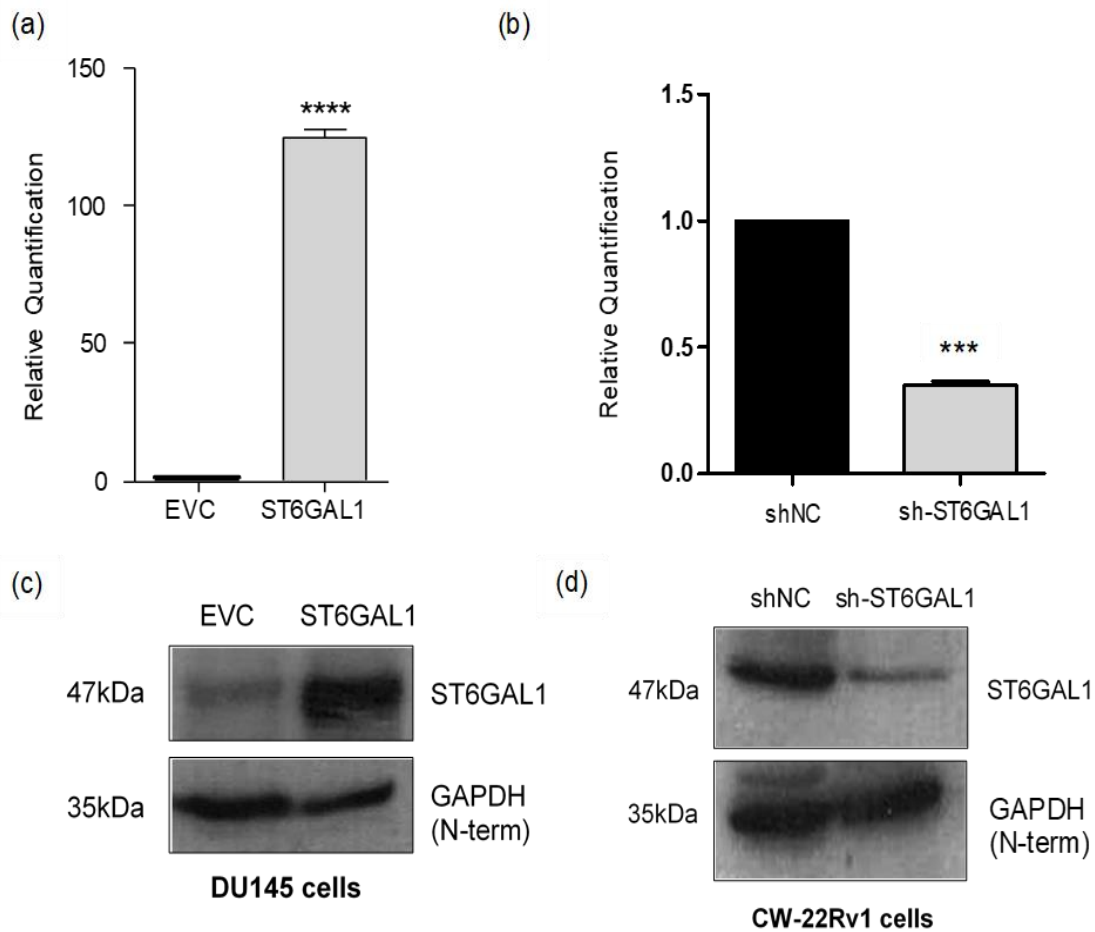 (a)
150
100
50
0
Relative Quantification
****
EVC ST6GAL1
(b)
1.5
1.0
0.5
0.0
Relative Quantification
***
shNC sh-ST6GAL1
(c)
EVC ST6GAL1
47kDa ST6GAL1
35kDa GAPDH
(N-term)
DU145 cells
(d)
shNC sh-ST6GAL1
47kDa ST6GAL1
35kDa GAPDH
(N-term)
CW-22Rv1 cells